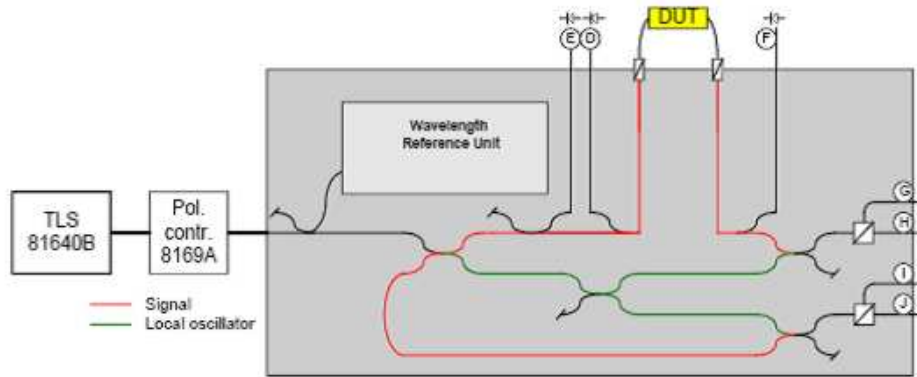 DUT
E
D
F
Wavelength
Reference Unit
TLS
81640B
Pol.
contr.
8169A
G
H
I
J
Signal
Local oscillator